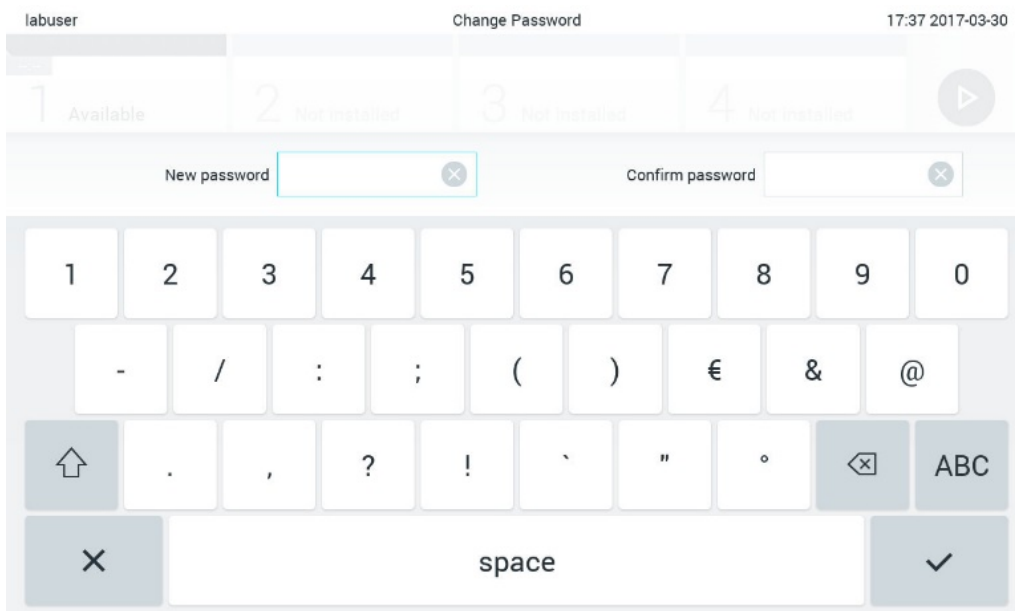 labuser Change Password 17:37 2017-03-30
1 Available 2 Not installed 3 Not installed 4 Not installed
New password Confirm password
1 2 3 4 5 6 7 8 9 0
- / : ; ( ) € & @
. , ? ! ` " ° ABC
space